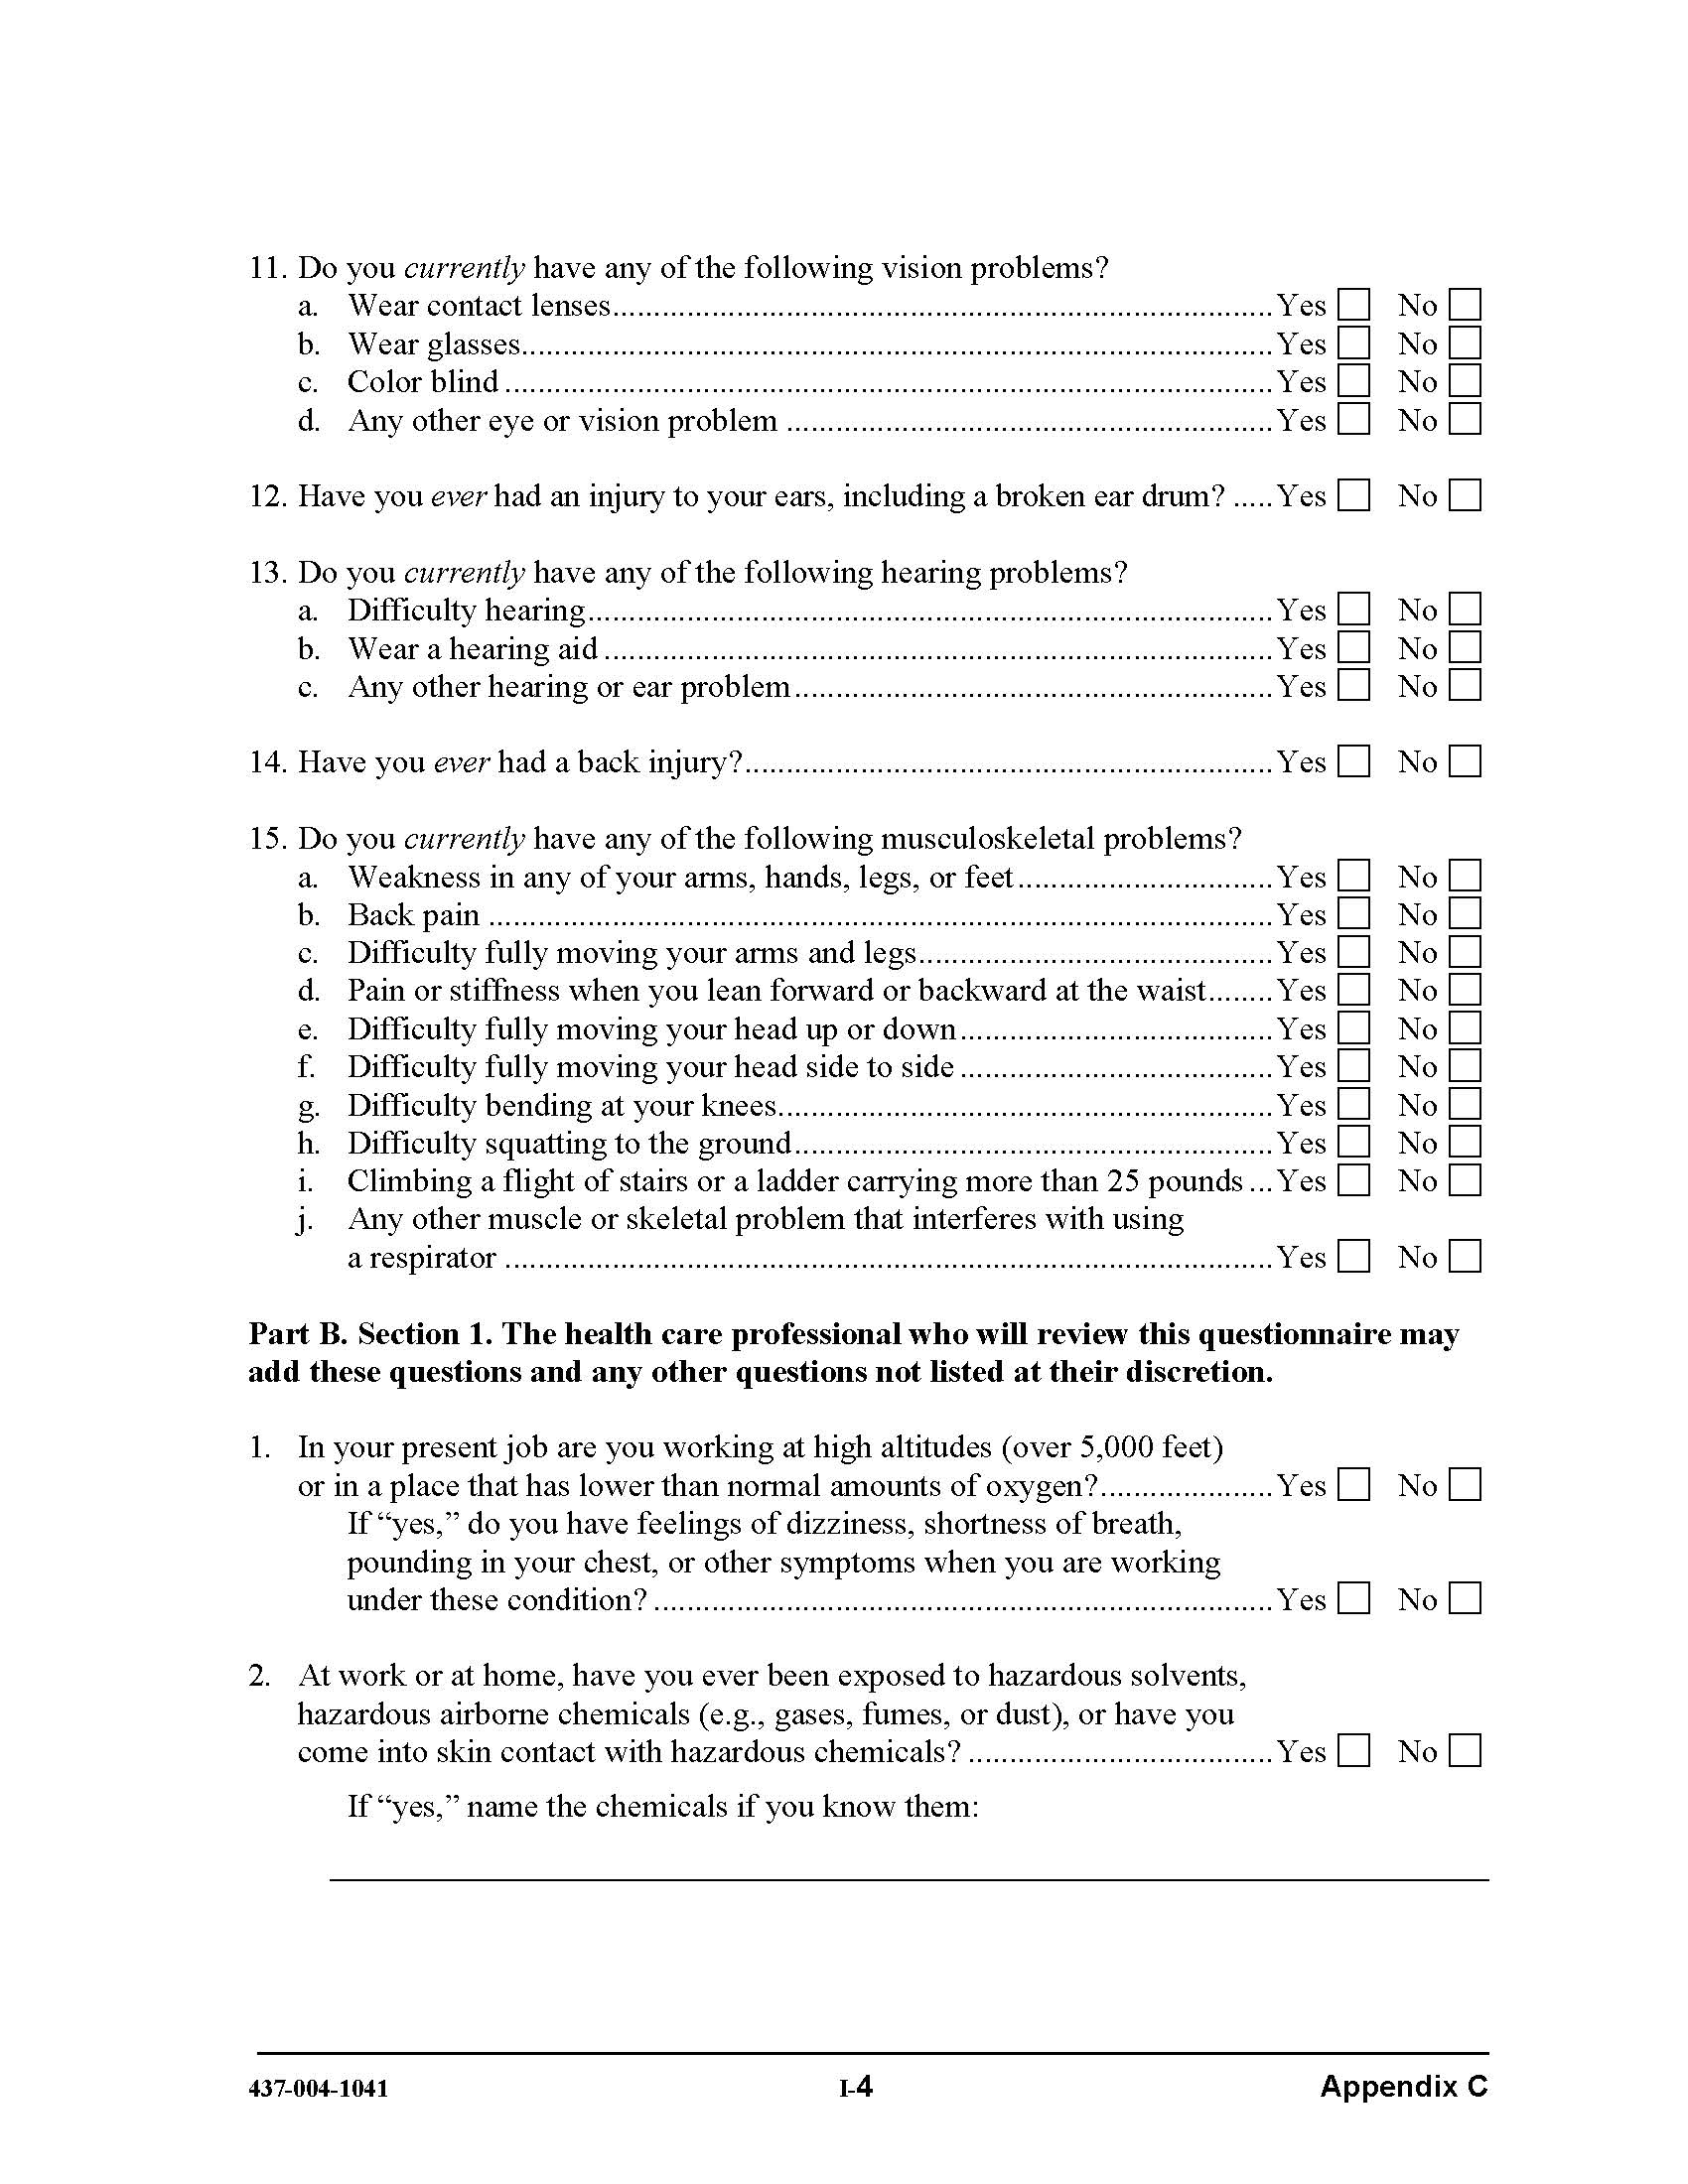 11. Do you currently have any of the following vision problems?
a. Wear contact lenses................................................................................Yes □ No □
b. Wear glasses...........................................................................................Yes □ No □
c. Color blind .............................................................................................Yes □ No □
d. Any other eye or vision problem ...........................................................Yes □ No □
12. Have you ever had an injury to your ears, including a broken ear drum? .....Yes □ No □
13. Do you currently have any of the following hearing problems?
a. Difficulty hearing...................................................................................Yes □ No □
b. Wear a hearing aid .................................................................................Yes □ No □
c. Any other hearing or ear problem..........................................................Yes □ No □
14. Have you ever had a back injury?................................................................Yes □ No □
15. Do you currently have any of the following musculoskeletal problems?
a. Weakness in any of your arms, hands, legs, or feet...............................Yes □ No □
b. Back pain ...............................................................................................Yes □ No □
c. Difficulty fully moving your arms and legs...........................................Yes □ No □
d. Pain or stiffness when you lean forward or backward at the waist........Yes □ No □
e. Difficulty fully moving your head up or down......................................Yes □ No □
f. Difficulty fully moving your head side to side ......................................Yes □ No □
g. Difficulty bending at your knees............................................................Yes □ No □
h. Difficulty squatting to the ground..........................................................Yes □ No □
i. Climbing a flight of stairs or a ladder carrying more than 25 pounds ...Yes □ No □
j. Any other muscle or skeletal problem that interferes with using
a respirator .............................................................................................Yes □ No □
Part B. Section 1. The health care professional who will review this questionnaire may
add these questions and any other questions not listed at their discretion.
1. In your present job are you working at high altitudes (over 5,000 feet)
or in a place that has lower than normal amounts of oxygen?.....................Yes □ No □
If “yes,” do you have feelings of dizziness, shortness of breath,
pounding in your chest, or other symptoms when you are working
under these condition? ...........................................................................Yes □ No □
2. At work or at home, have you ever been exposed to hazardous solvents,
hazardous airborne chemicals (e.g., gases, fumes, or dust), or have you
come into skin contact with hazardous chemicals? .....................................Yes □ No □
If “yes,” name the chemicals if you know them:
437-004-1041 I-4 Appendix C